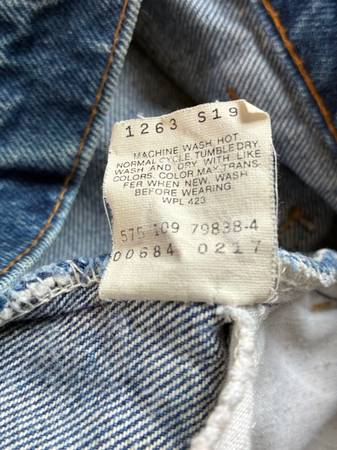 1263 S19
MACHINE WASH HOT.
NORMAL CYCLE. TUMBLE DRY.
WASH AND DRY WITH LIKE
COLORS. COLOR MAY TRANS-
FER WHEN NEW. WASH
BEFORE WEARING
WPL 423
575 109 79838-4
00684 0217